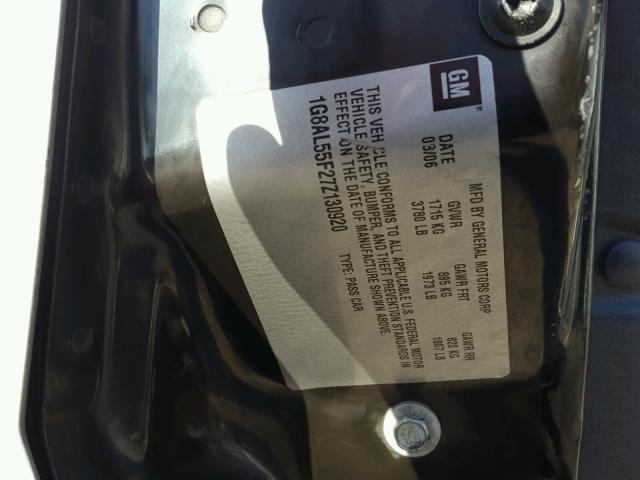 GM
MFD BY GENERAL MOTORS CORP
DATE GVWR GAWR FRT GAWR RR
03/06 1715 KG 895 KG 820 KG
3780 LB 1973 LB 1807 LB
THIS VEHICLE CONFORMS TO ALL APPLICABLE U.S. FEDERAL MOTOR
VEHICLE SAFETY, BUMPER, AND THEFT PREVENTION STANDARDS IN
EFFECT ON THE DATE OF MANUFACTURE SHOWN ABOVE.
1G8AL55F27Z130920 TYPE: PASS CAR